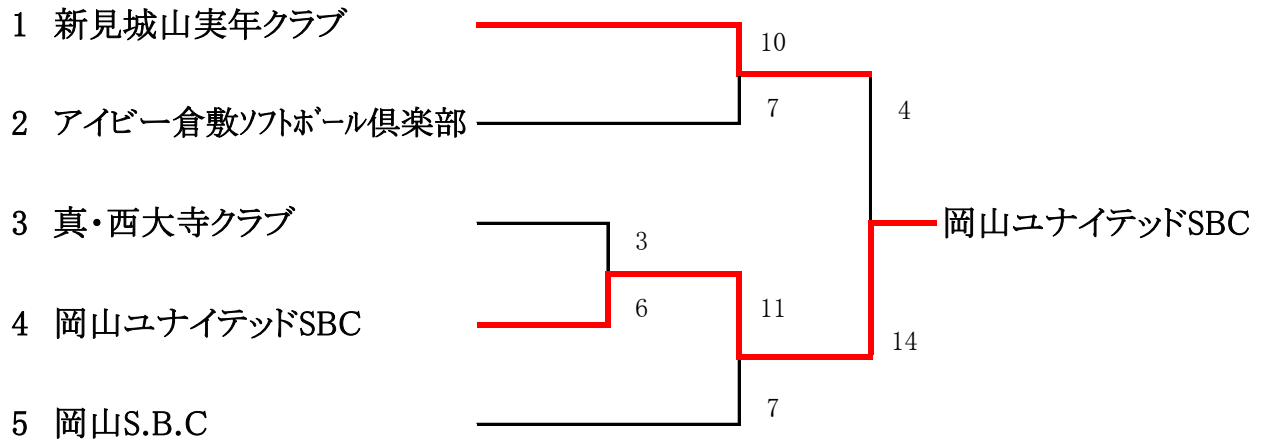 1 新見城山実年クラブ
10
7
2 アイビー倉敷ｿﾌﾄﾎﾞｰﾙ倶楽部
4
3 真・西大寺クラブ
3
岡山ユナイテッドSBC
4 岡山ユナイテッドSBC
6
11
14
7
5 岡山S.B.C